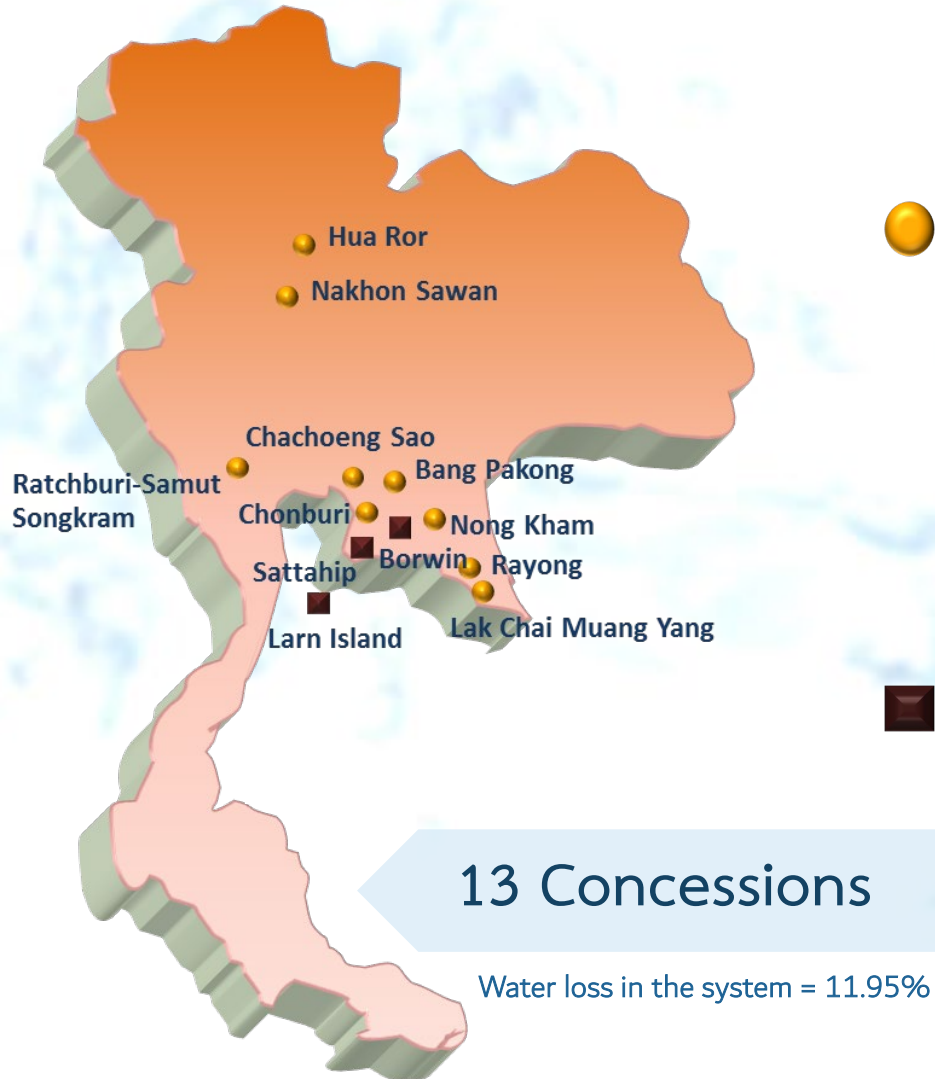 Hua Ror
Nakhon Sawan
Chachoeng Sao
Bang Pakong
Ratchburi-Samut
Songkram
Chonburi
Nong Kham
Borwin
Rayong
Sattahip
Lak Chai Muang Yang
Larn Island
13 Concessions
Water loss in the system = 11.95%